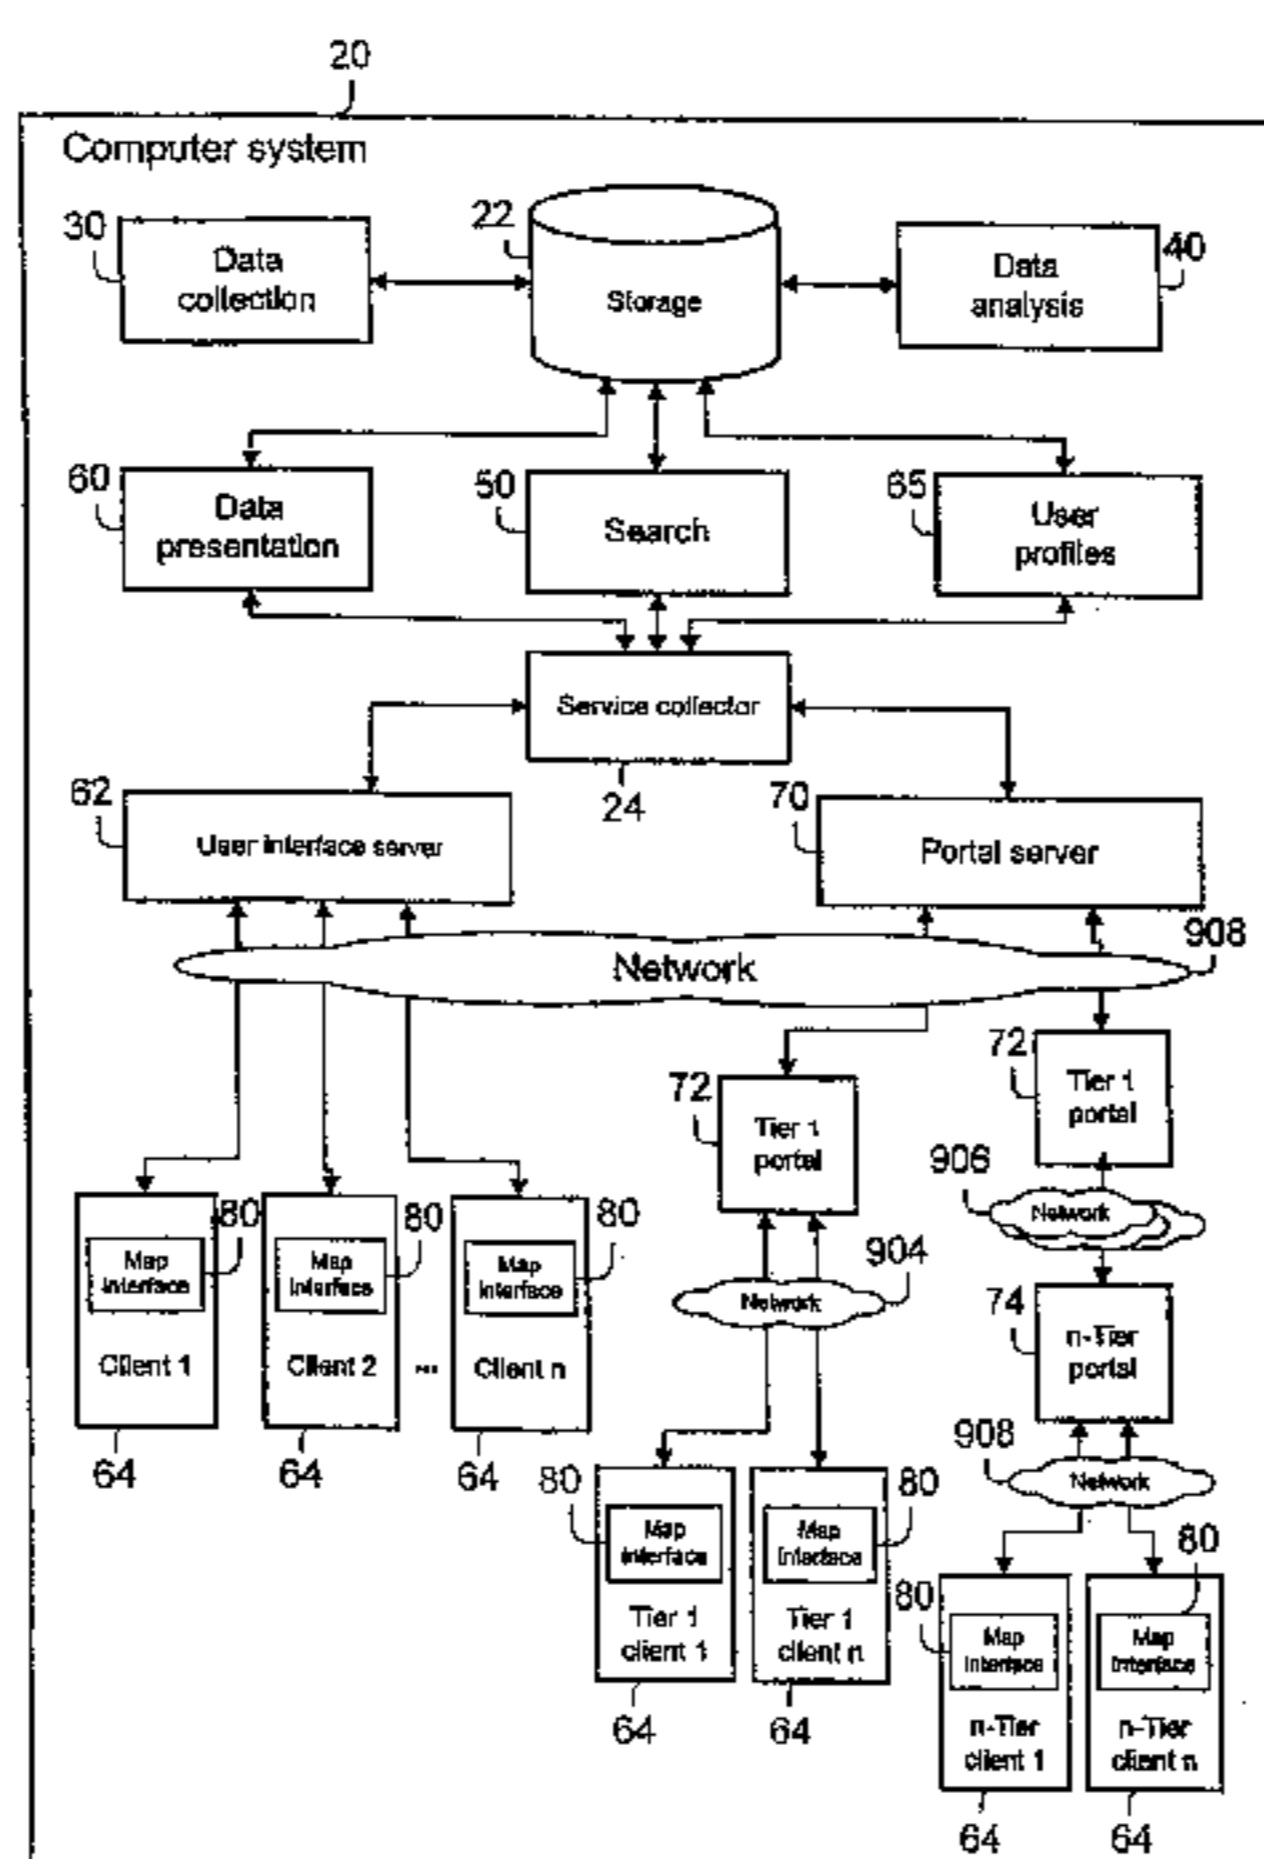 20
Computer system
30
Data
collection
22
Storage
Data
analysis
40
60
Data
presentation
50
Search
65
User
profiles
Service collector
24
62
User interface server
70
Portal server
Network
908
72
Tier 1
portal
72
Tier 1
portal
906
Network
904
Network
74
n-Tier
portal
908
Network
80
Map
Interface
Client 1
64
80
Map
Interface
Client 2
64
...
80
Map
Interface
Client n
64
80
Map
Interface
Tier 1
client 1
64
80
Map
Interface
Tier 1
client n
64
80
Map
Interface
n-Tier
client 1
64
80
Map
Interface
n-Tier
client n
64